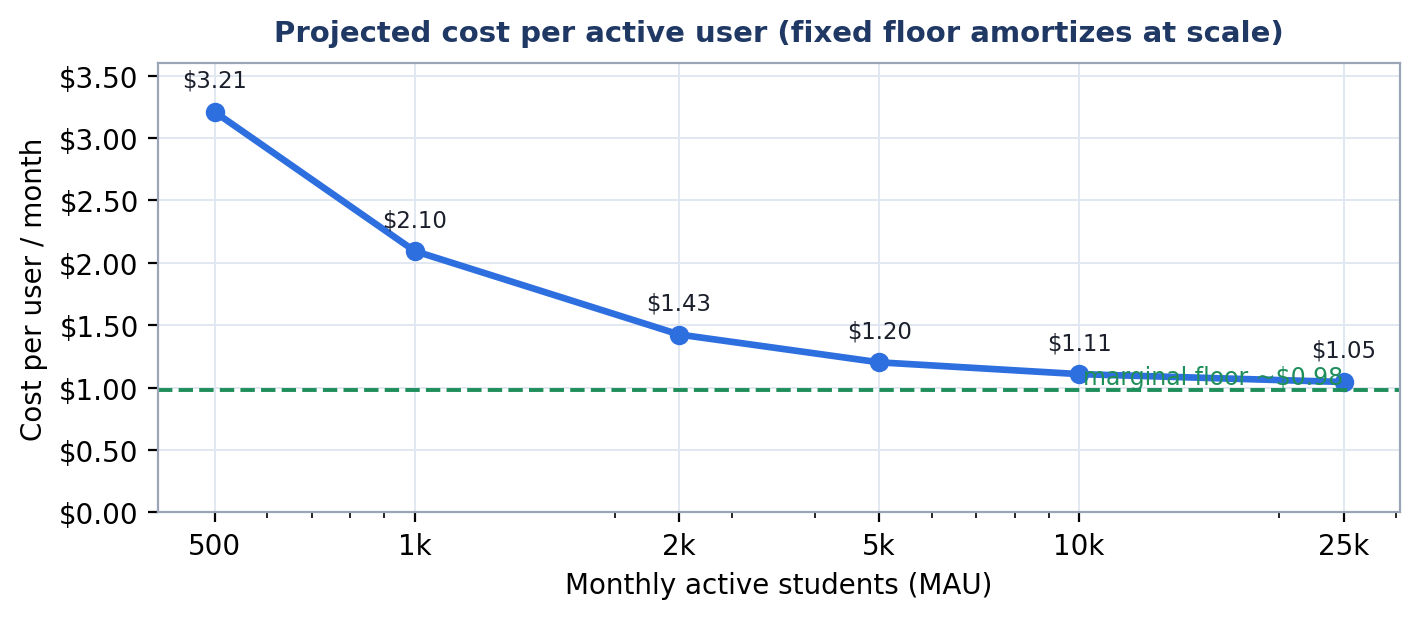 Projected cost per active user (fixed floor amortizes at scale)
$3.50
$3.00
$2.50
$2.00
$1.50
$1.00
$0.50
$0.00
Cost per user / month
$3.21
$2.10
$1.43
$1.20
$1.11
$1.05
marginal floor ~$0.98
500
1k
2k
5k
10k
25k
Monthly active students (MAU)